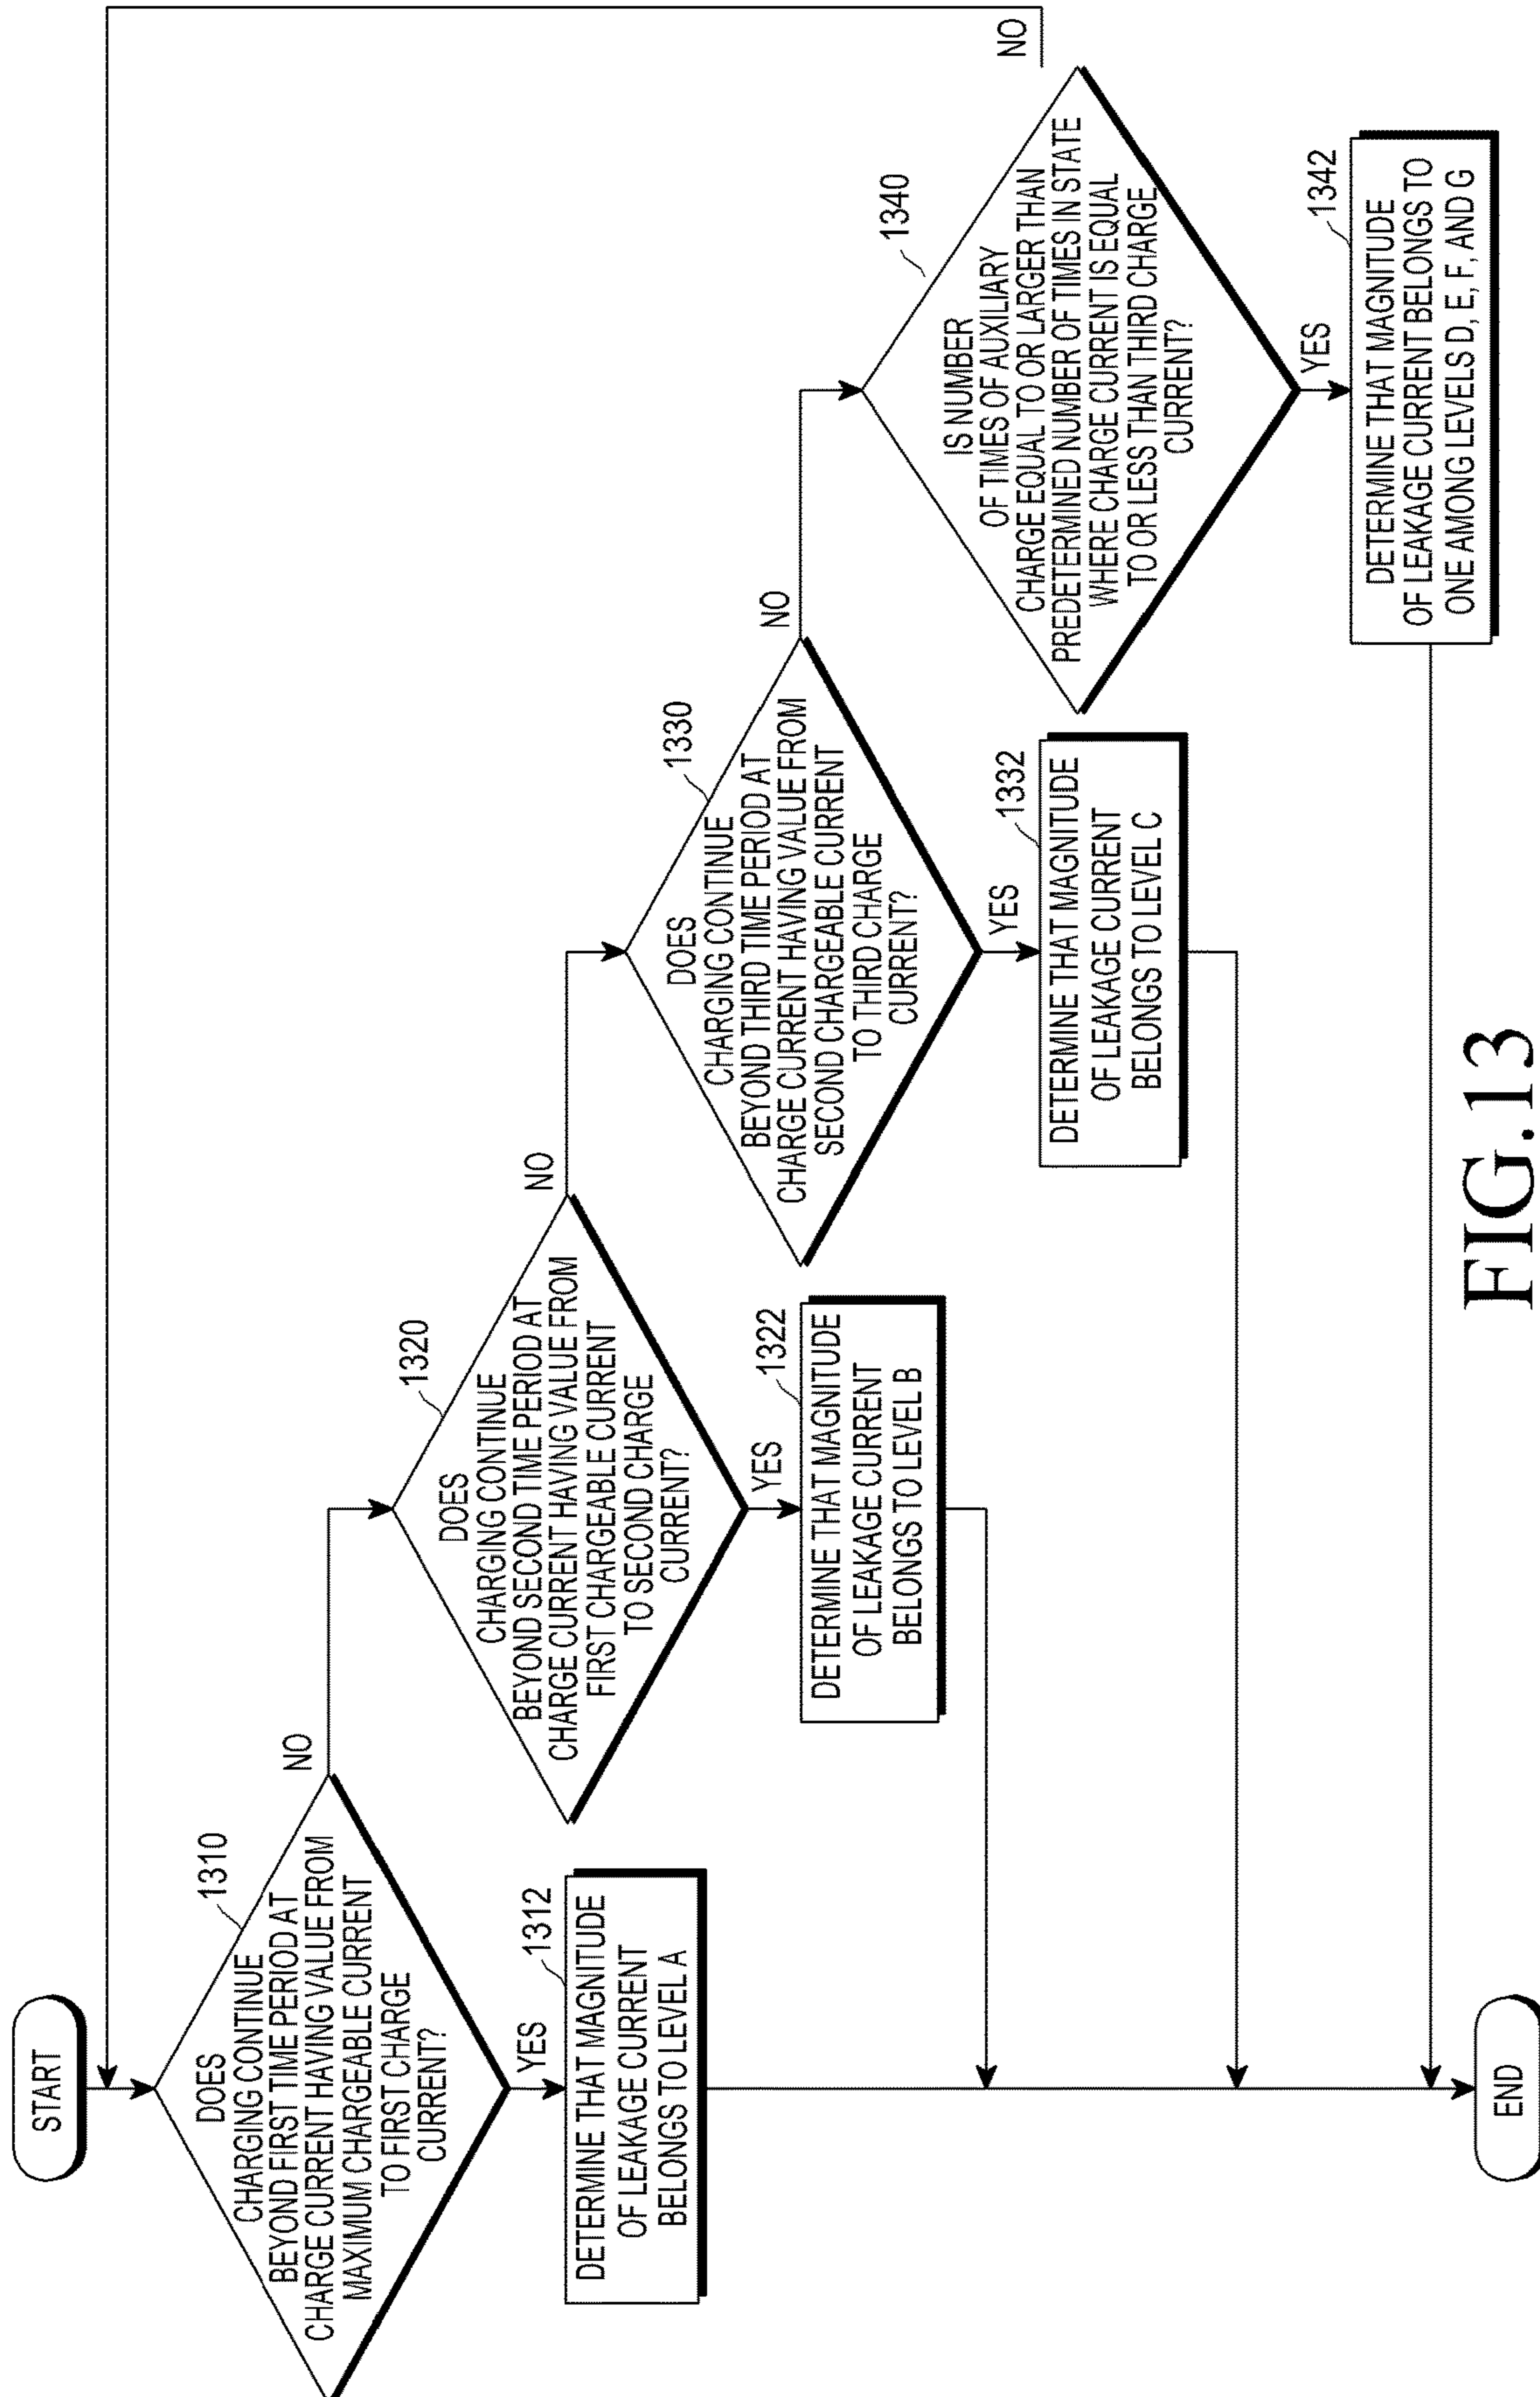 START
DOES
CHARGING CONTINUE
BEYOND FIRST TIME PERIOD AT
CHARGE CURRENT HAVING VALUE FROM
MAXIMUM CHARGEABLE CURRENT
TO FIRST CHARGE
CURRENT?
1310
NO
YES
1312
DETERMINE THAT MAGNITUDE
OF LEAKAGE CURRENT
BELONGS TO LEVEL A
DOES
CHARGING CONTINUE
BEYOND SECOND TIME PERIOD AT
CHARGE CURRENT HAVING VALUE FROM
FIRST CHARGEABLE CURRENT
TO SECOND CHARGE
CURRENT?
1320
NO
YES
1322
DETERMINE THAT MAGNITUDE
OF LEAKAGE CURRENT
BELONGS TO LEVEL B
DOES
CHARGING CONTINUE
BEYOND THIRD TIME PERIOD AT
CHARGE CURRENT HAVING VALUE FROM
SECOND CHARGEABLE CURRENT
TO THIRD CHARGE
CURRENT?
1330
NO
YES
1332
DETERMINE THAT MAGNITUDE
OF LEAKAGE CURRENT
BELONGS TO LEVEL C
IS NUMBER
OF TIMES OF AUXILIARY
CHARGE EQUAL TO OR LARGER THAN
PREDETERMINED NUMBER OF TIMES IN STATE
WHERE CHARGE CURRENT IS EQUAL
TO OR LESS THAN THIRD CHARGE
CURRENT?
1340
NO
YES
1342
DETERMINE THAT MAGNITUDE
OF LEAKAGE CURRENT BELONGS TO
ONE AMONG LEVELS D, E, F, AND G
END
FIG.13